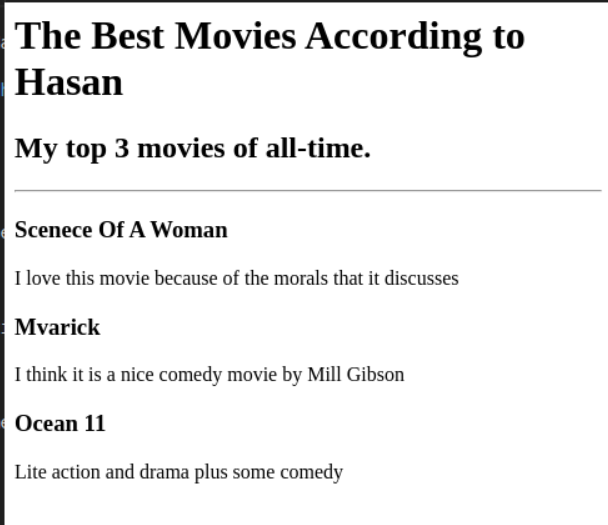 The Best Movies According to
Hasan
My top 3 movies of all-time.
Scenece Of A Woman
I love this movie because of the morals that it discusses
Mvarick
I think it is a nice comedy movie by Mill Gibson
Ocean 11
Lite action and drama plus some comedy